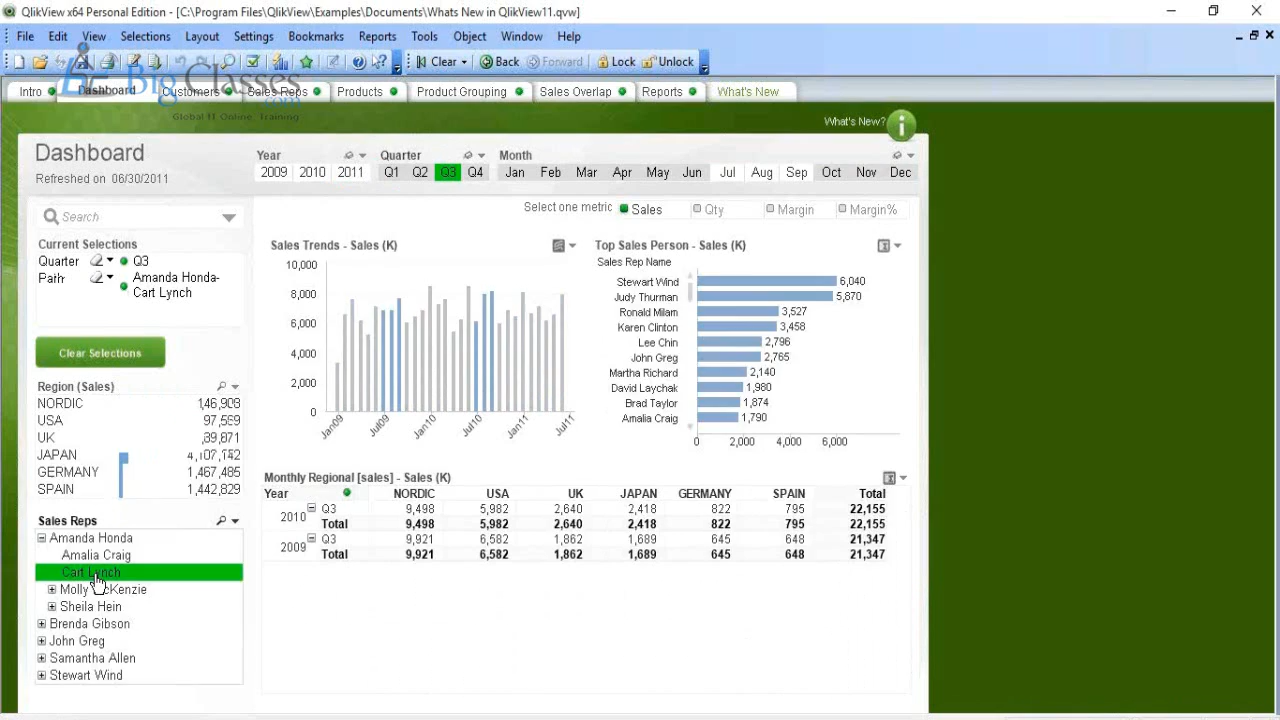 QlikView x64 Personal Edition - [C:\Program Files\QlikView\Examples\Documents\Whats New in QlikView11.qvw]
File Edit View Selections Layout Settings Bookmarks Reports Tools Object Window Help
Clear Back Forward Lock Unlock
BigClasses
.com
Global IT Online Training
Intro Dashboard Customers Sales Reps Products Product Grouping Sales Overlap Reports What's New
What's New?
Dashboard
Refreshed on 06/30/2011
Year Quarter Month
2009 2010 2011 Q1 Q2 Q3 Q4 Jan Feb Mar Apr May Jun Jul Aug Sep Oct Nov Dec
Select one metric Sales Qty Margin Margin%
Search
Current Selections
Quarter Q3
Path Amanda Honda-
Cart Lynch
Clear Selections
Region (Sales)
NORDIC
USA
UK
JAPAN
GERMANY 1,467,485
SPAIN 1,442,829
Sales Reps
Amanda Honda
Amalia Craig
Cart Lynch
Molly McKenzie
Sheila Hein
Brenda Gibson
John Greg
Samantha Allen
Stewart Wind
Sales Trends - Sales (K)
10,000
8,000
6,000
4,000
2,000
0
Jan09 Jul09 Jan10 Jul10 Jan11 Jul11
Top Sales Person - Sales (K)
Sales Rep Name
Stewart Wind 6,040
Judy Thurman 5,870
Ronald Milam 3,527
Karen Clinton 3,458
Lee Chin 2,796
John Greg 2,765
Martha Richard 2,140
David Laychak 1,980
Brad Taylor 1,874
Amalia Craig 1,790
0 2,000 4,000 6,000
Monthly Regional [sales] - Sales (K)
Year NORDIC USA UK JAPAN GERMANY SPAIN Total
2010 Q3 9,498 5,982 2,640 2,418 822 795 22,155
Total 9,498 5,982 2,640 2,418 822 795 22,155
2009 Q3 9,921 6,582 1,862 1,689 645 648 21,347
Total 9,921 6,582 1,862 1,689 645 648 21,347